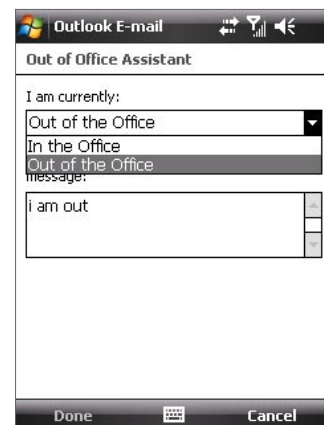 Outlook E-mail
Out of Office Assistant
I am currently:
Out of the Office
In the Office
Out of the Office
message:
i am out
Done
Cancel